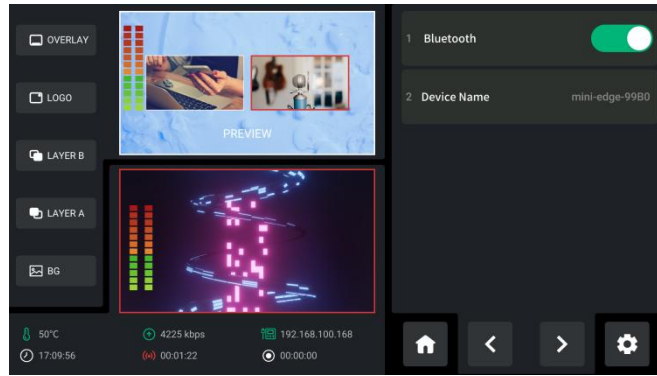 OVERLAY
LOGO
LAYER B
LAYER A
BG
PREVIEW
50°C
4225 kbps
192.168.100.168
17:09:56
00:01:22
00:00:00
1 Bluetooth
2 Device Name mini-edge-99B0